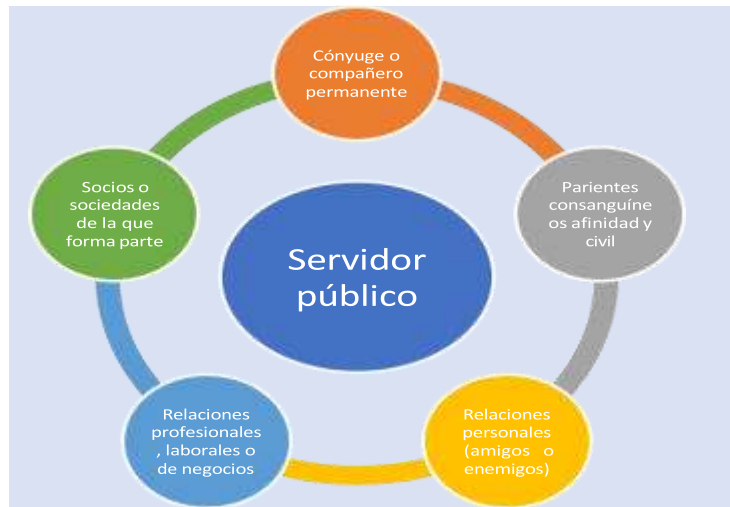 Cónyuge o
compañero
permanente
Parientes
consanguíne
os afinidad y
civil
Relaciones
personales
(amigos o
enemigos)
Relaciones
profesionales
, laborales o
de negocios
Socios o
sociedades
de la que
forma parte
Servidor
público